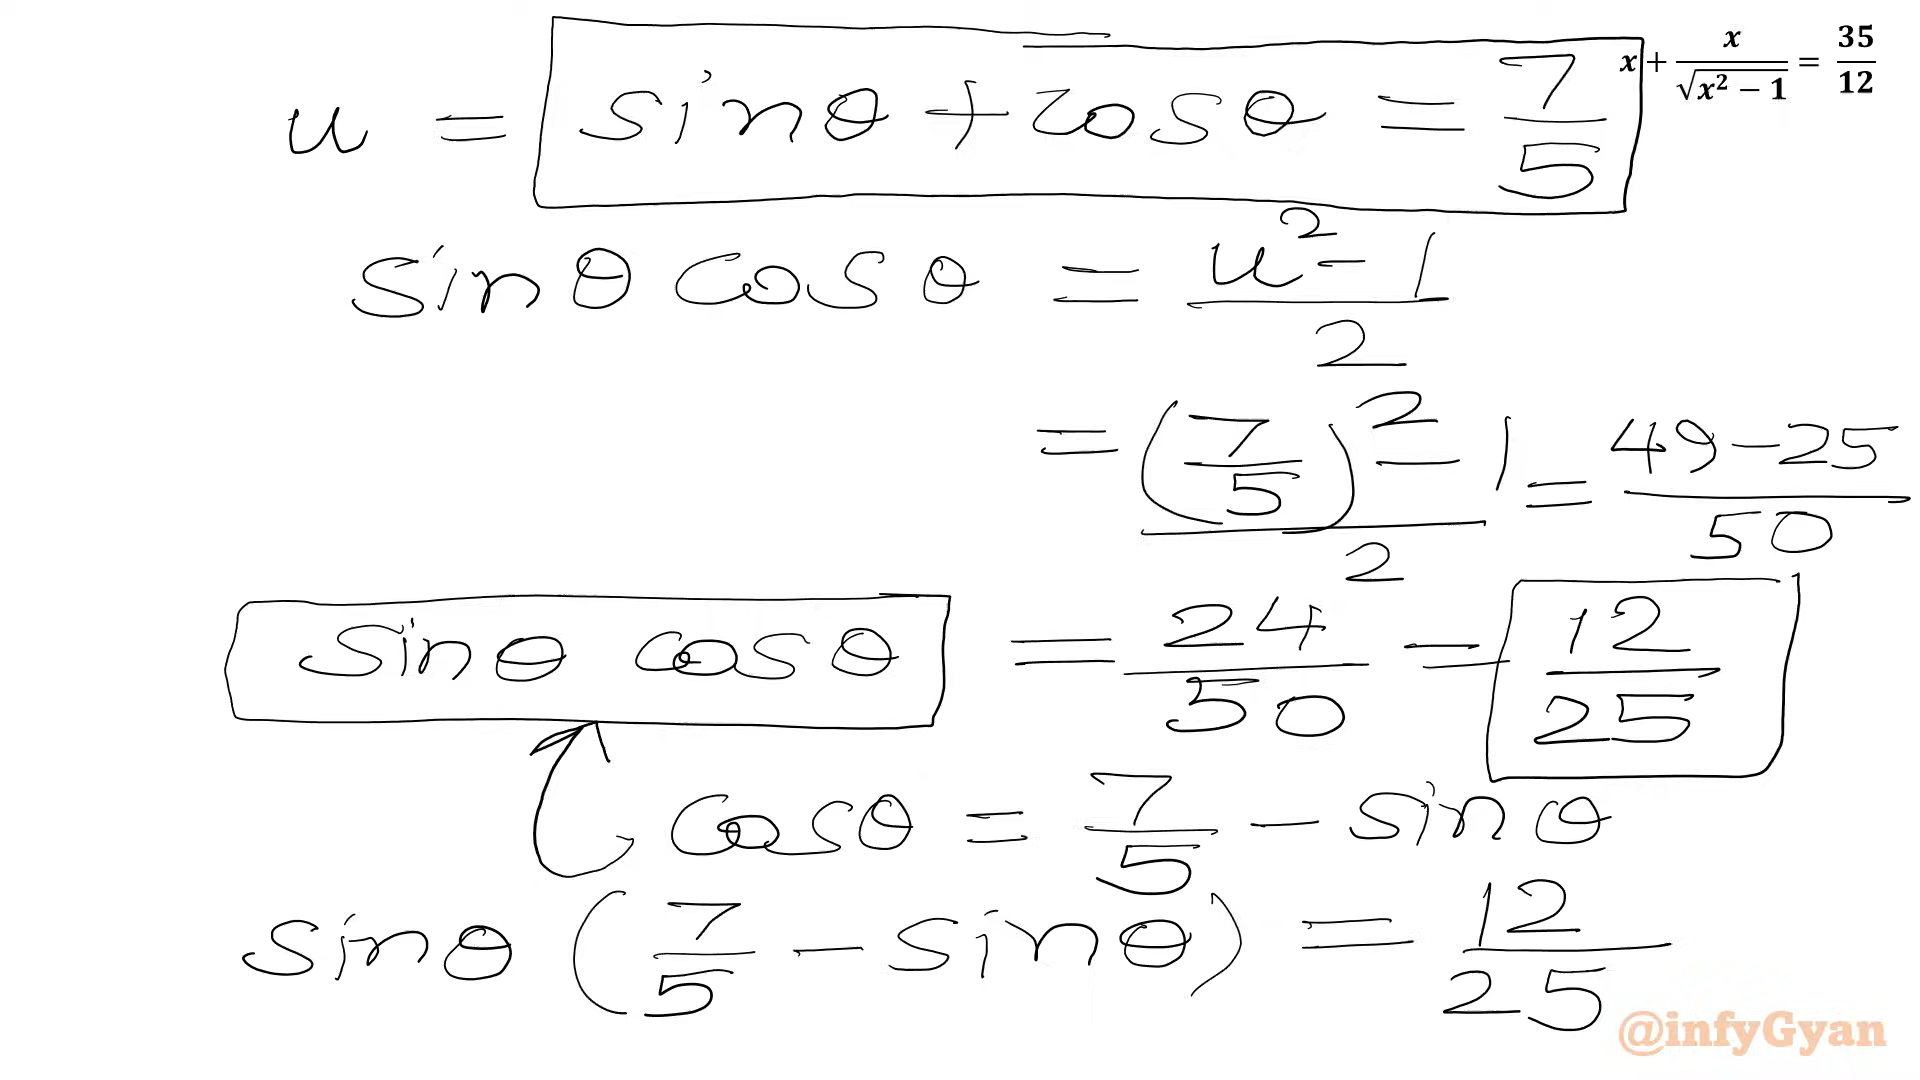 x + x/√(x² − 1) = 35/12
u = sinθ + cosθ = 7/5
sinθ cosθ = (u² − 1)/2
= ((7/5)² − 1)/2 = (49 − 25)/50
sinθ cosθ = 24/50 = 12/25
cosθ = 7/5 − sinθ
sinθ (7/5 − sinθ) = 12/25
@infyGyan